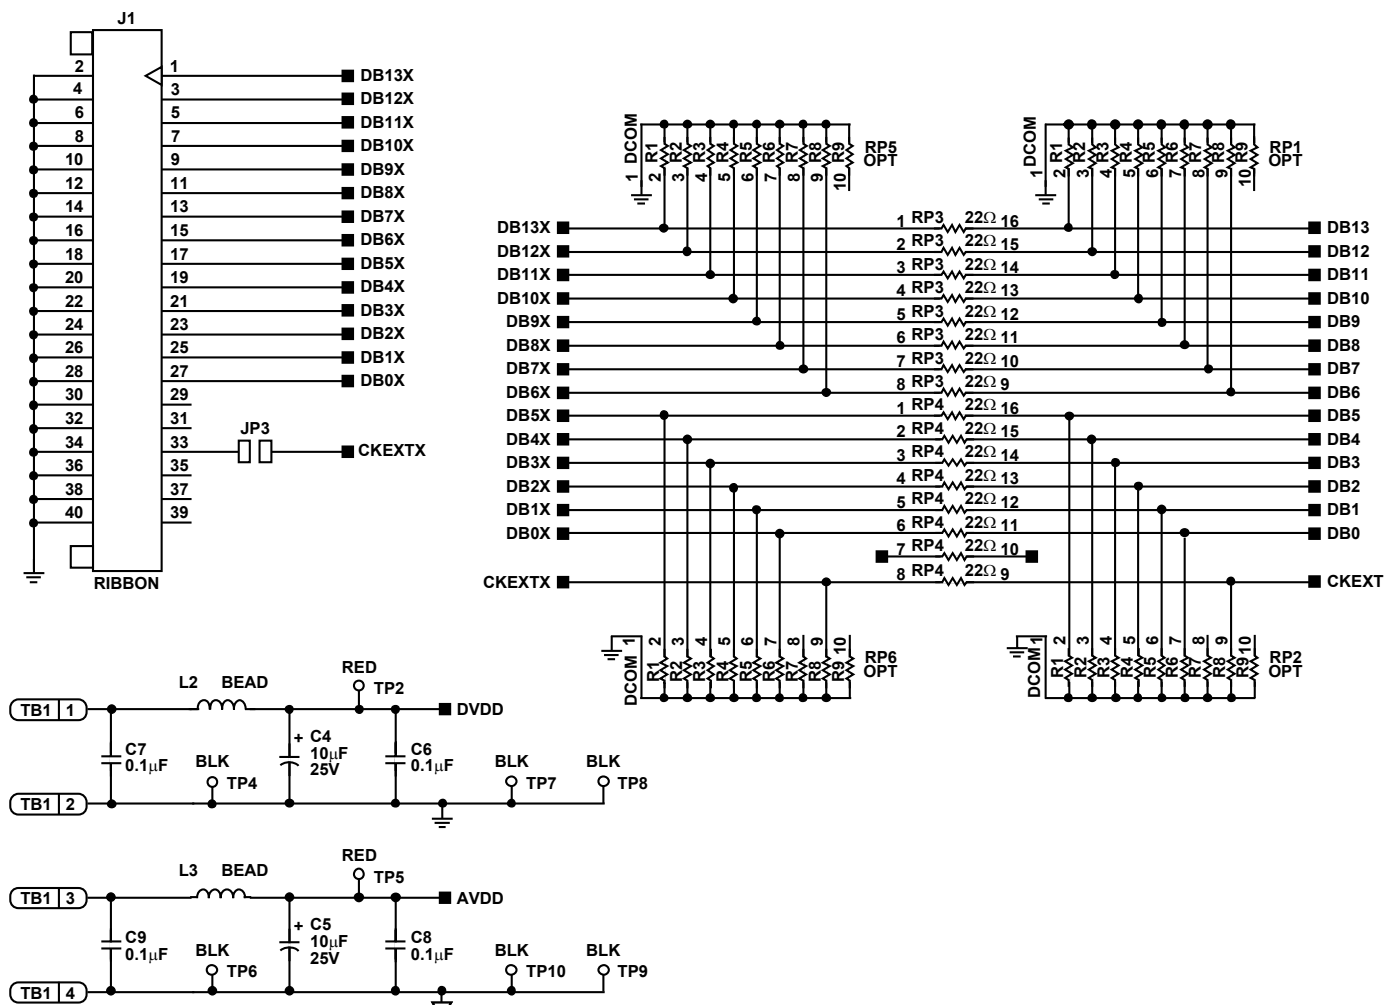 J1
2 1 DB13X
4 3 DB12X
6 5 DB11X
8 7 DB10X
10 9 DB9X
12 11 DB8X
14 13 DB7X
16 15 DB6X
18 17 DB5X
20 19 DB4X
22 21 DB3X
24 23 DB2X
26 25 DB1X
28 27 DB0X
30 29
32 31
JP3
34 33 CKEXTX
36 35
38 37
40 39
RIBBON
DCOM R1 R2 R3 R4 R5 R6 R7 R8 R9 RP5
OPT
1 2 3 4 5 6 7 8 9 10
DCOM R1 R2 R3 R4 R5 R6 R7 R8 R9 RP1
OPT
1 2 3 4 5 6 7 8 9 10
DB13X 1 RP3 22Ω 16 DB13
DB12X 2 RP3 22Ω 15 DB12
DB11X 3 RP3 22Ω 14 DB11
DB10X 4 RP3 22Ω 13 DB10
DB9X 5 RP3 22Ω 12 DB9
DB8X 6 RP3 22Ω 11 DB8
DB7X 7 RP3 22Ω 10 DB7
DB6X 8 RP3 22Ω 9 DB6
DB5X 1 RP4 22Ω 16 DB5
DB4X 2 RP4 22Ω 15 DB4
DB3X 3 RP4 22Ω 14 DB3
DB2X 4 RP4 22Ω 13 DB2
DB1X 5 RP4 22Ω 12 DB1
DB0X 6 RP4 22Ω 11 DB0
7 RP4 22Ω 10
CKEXTX 8 RP4 22Ω 9 CKEXT
1 2 3 4 5 6 7 8 9 10
DCOM R1 R2 R3 R4 R5 R6 R7 R8 R9 RP6
OPT
1 2 3 4 5 6 7 8 9 10
DCOM R1 R2 R3 R4 R5 R6 R7 R8 R9 RP2
OPT
L2 BEAD RED
TP2
TB1 1 DVDD
C7
0.1µF
BLK
TP4
+ C4
10µF
25V
C6
0.1µF
BLK
TP7
BLK
TP8
TB1 2
L3 BEAD RED
TP5
TB1 3 AVDD
C9
0.1µF
BLK
TP6
+ C5
10µF
25V
C8
0.1µF
BLK
TP10
BLK
TP9
TB1 4